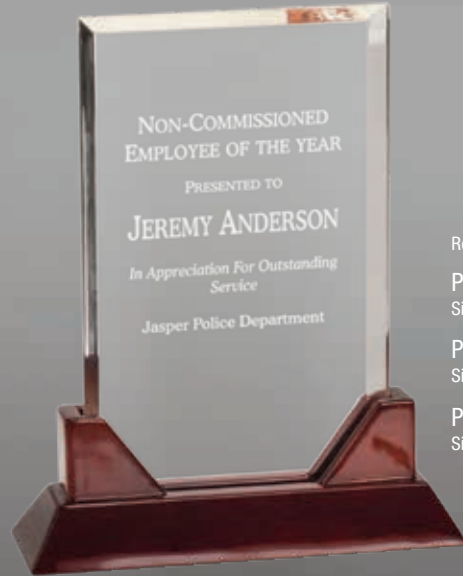 NON-COMMISSIONED
EMPLOYEE OF THE YEAR
PRESENTED TO
JEREMY ANDERSON
In Appreciation For Outstanding
Service
Jasper Police Department